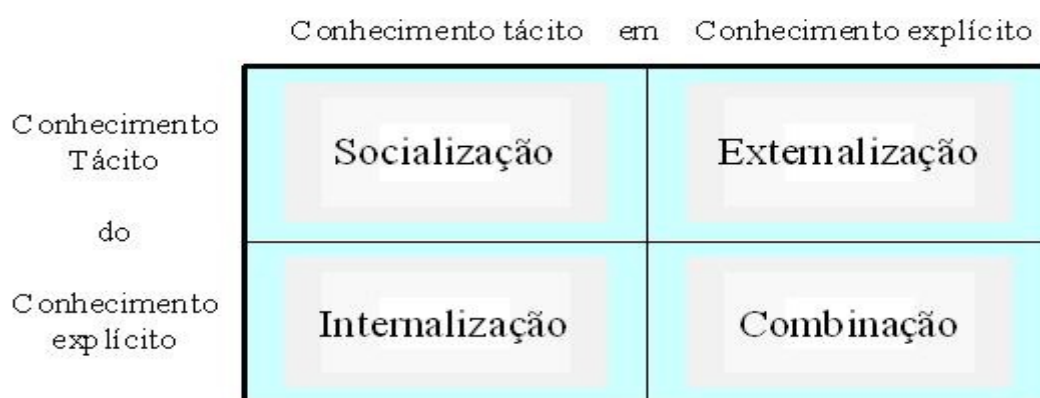 Conhecimento tácito em Conhecimento explícito
Conhecimento
Tácito
Socialização
Externalização
do
Conhecimento
explícito
Internalização
Combinação